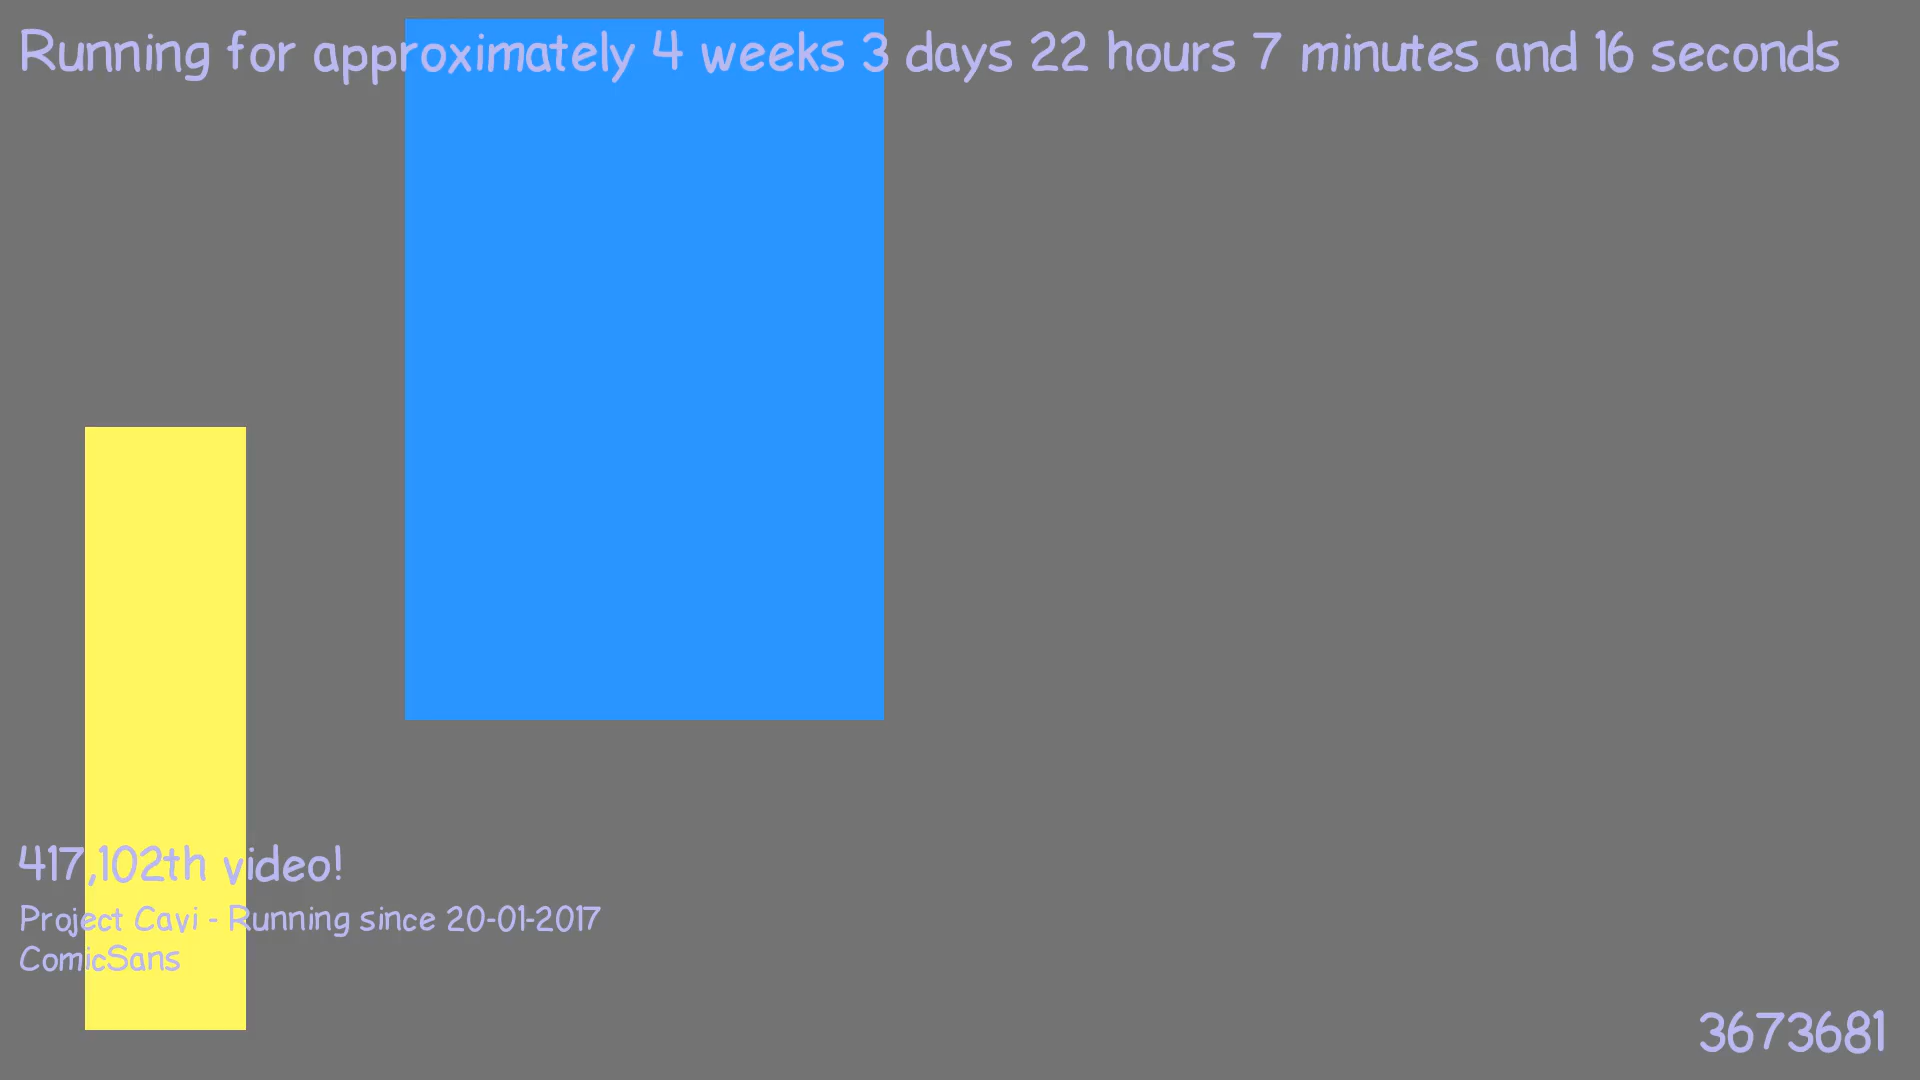 Running for approximately 4 weeks 3 days 22 hours 7 minutes and 16 seconds
417,102th video!
Project Cavi - Running since 20-01-2017
ComicSans
3673681